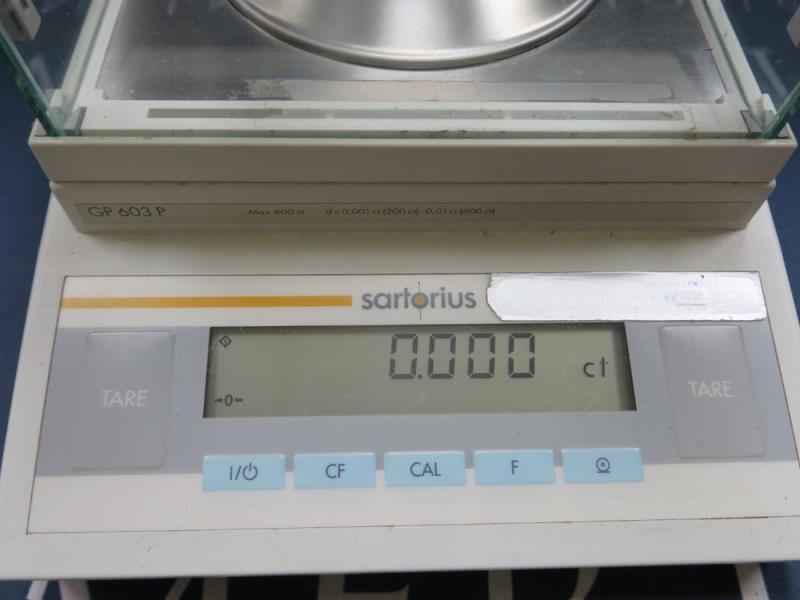 GP 603 P Max 600 ct d=0,001 ct (200 ct) 0,01 ct (600 ct)
sartorius
0.000 ct
→0←
TARE
TARE
I/⏻ CF CAL F